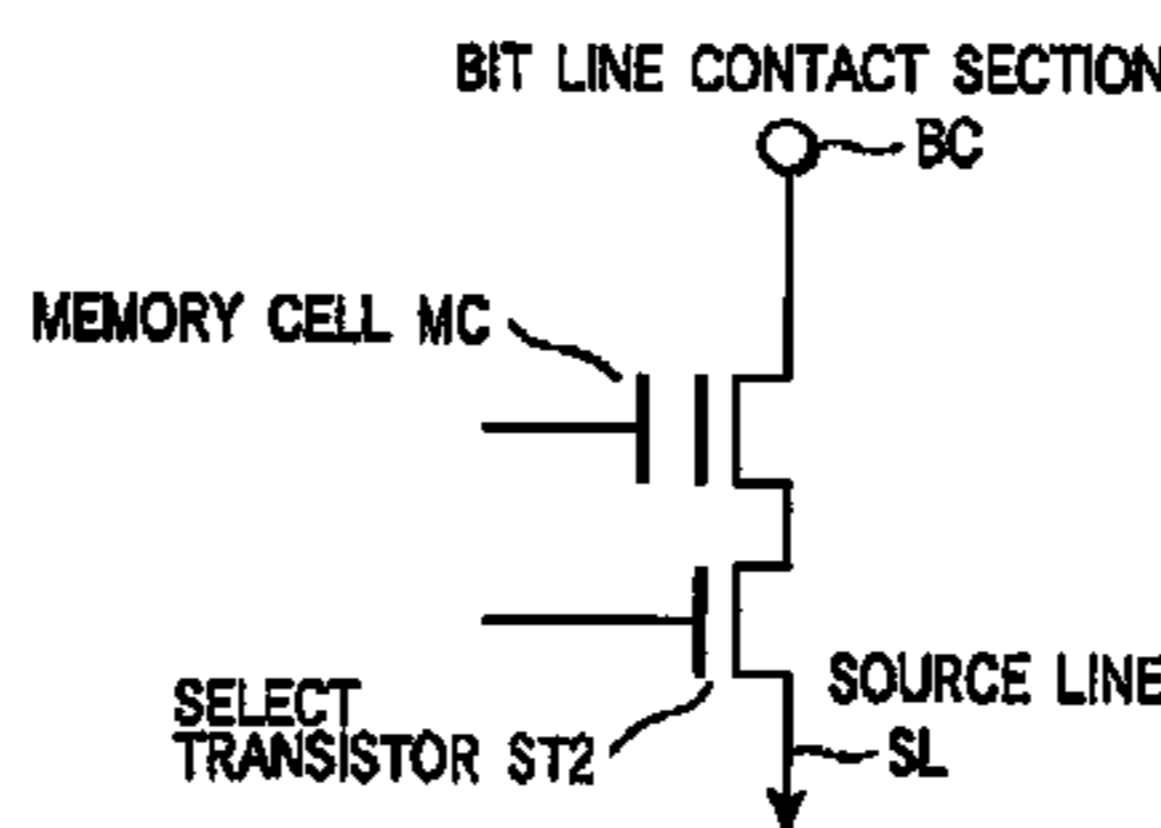 BIT LINE CONTACT SECTION
BC
MEMORY CELL MC
SOURCE LINE
SELECT
TRANSISTOR ST2
SL